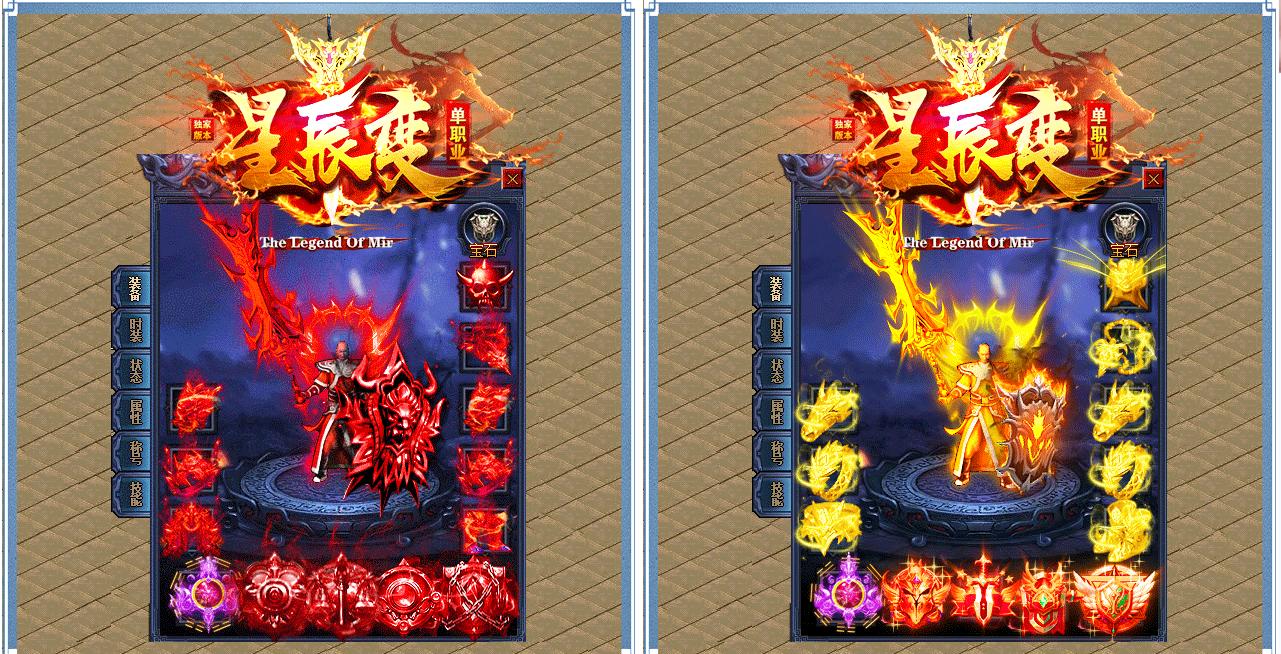 独家
版本
星辰变
单职业
The Legend Of Mir
宝石
装备
时装
状态
属性
称号
技能
独家
版本
星辰变
单职业
The Legend Of Mir
宝石
装备
时装
状态
属性
称号
技能